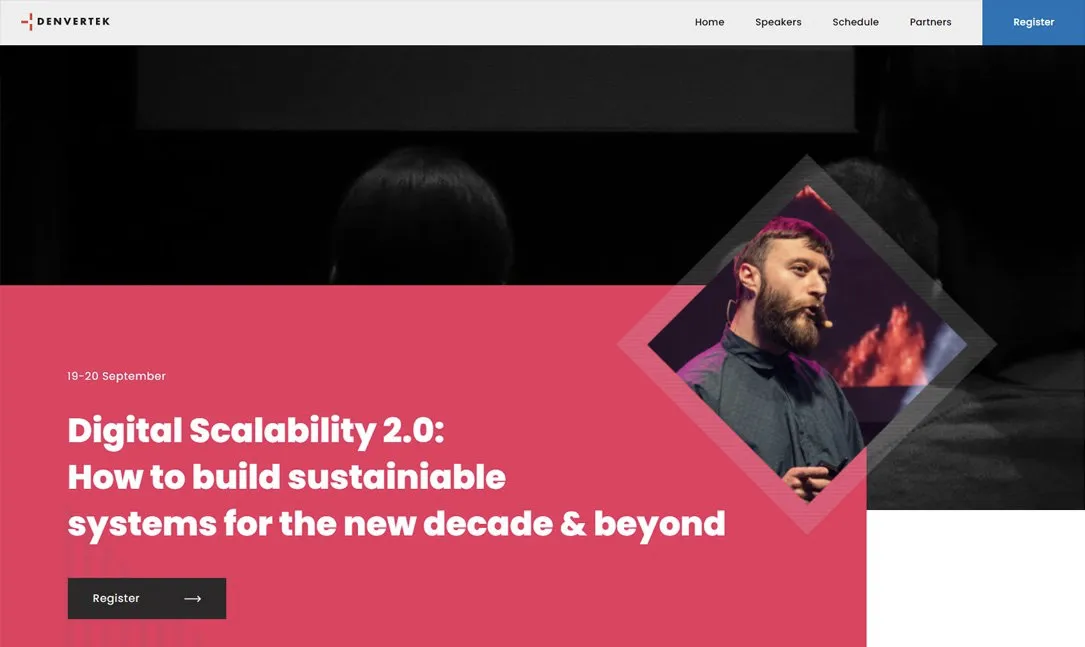 DENVERTEK
Home Speakers Schedule Partners Register
19-20 September
Digital Scalability 2.0:
How to build sustainiable
systems for the new decade & beyond
Register